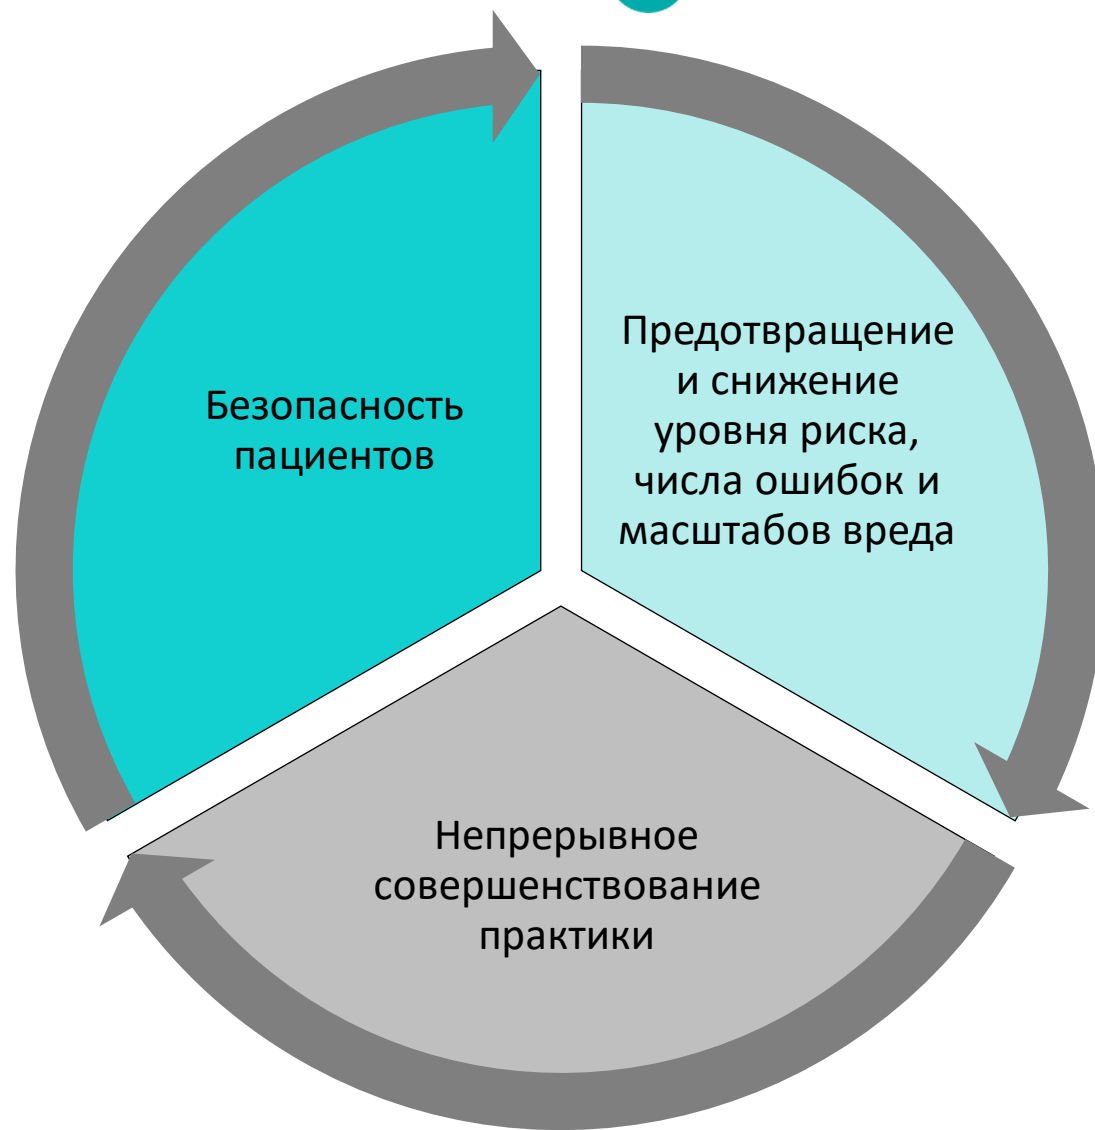 Безопасность
пациентов
Предотвращение
и снижение
уровня риска,
числа ошибок и
масштабов вреда
Непрерывное
совершенствование
практики